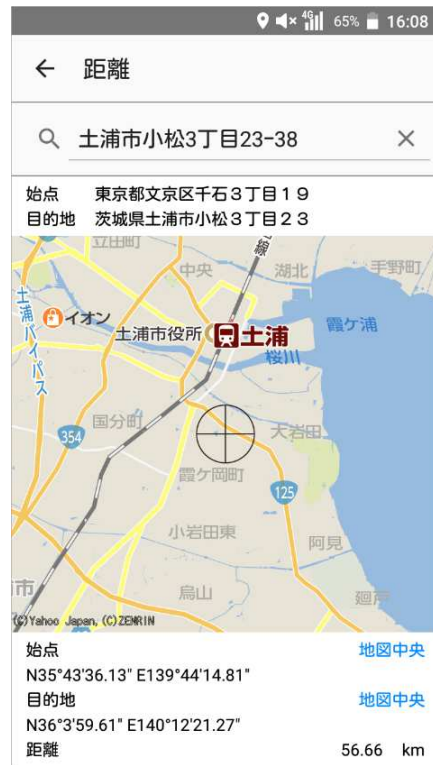 4G 65% 16:08
距離
土浦市小松3丁目23-38
始点 東京都文京区千石３丁目１９
目的地 茨城県土浦市小松３丁目２３
立田町
線
中央
湖北
手野町
土浦バイパス
イオン
土浦市役所
土浦
霞ケ浦
桜川
国分町
354
大岩田
霞ケ岡町
125
小岩田東
阿見
市
烏山
廻戸
(C)Yahoo Japan, (C)ZENRIN
始点 地図中央
N35°43'36.13" E139°44'14.81"
目的地 地図中央
N36°3'59.61" E140°12'21.27"
距離 56.66 km